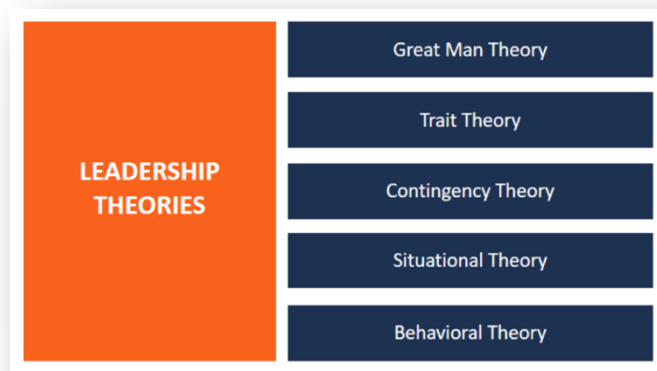 LEADERSHIP
THEORIES
Great Man Theory
Trait Theory
Contingency Theory
Situational Theory
Behavioral Theory